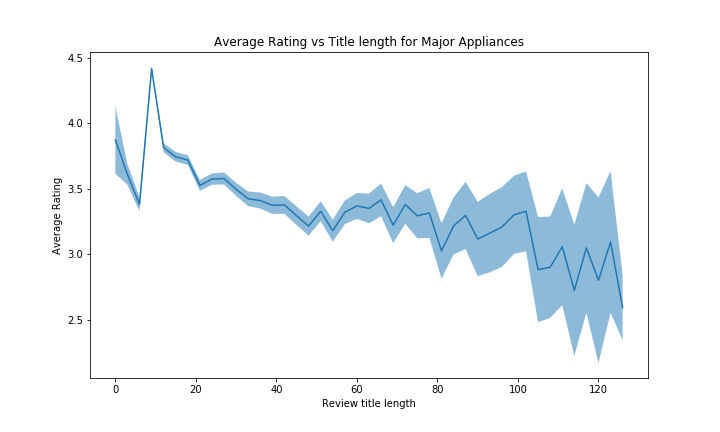 Average Rating vs Title length for Major Appliances
4.5
4.0
3.5
3.0
2.5
Average Rating
0 20 40 60 80 100 120
Review title length